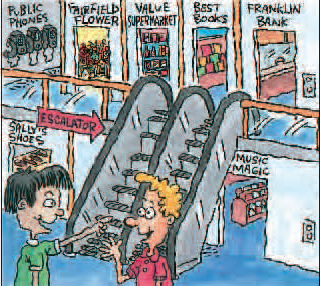 PUBLIC
PHONES
FAIRFIELD
FLOWER
VALUE
SUPERMARKET
BEST
BOOKS
FRANKLIN
BANK
ESCALATOR
SALLY'S
SHOES
MUSIC
MAGIC